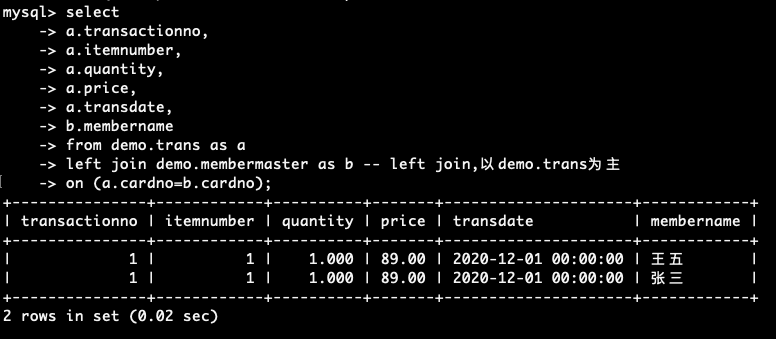 mysql> select
    -> a.transactionno,
    -> a.itemnumber,
    -> a.quantity,
    -> a.price,
    -> a.transdate,
    -> b.membername
    -> from demo.trans as a
    -> left join demo.membermaster as b -- left join,以demo.trans为主
    -> on (a.cardno=b.cardno);
+---------------+------------+----------+-------+---------------------+------------+
| transactionno | itemnumber | quantity | price | transdate           | membername |
+---------------+------------+----------+-------+---------------------+------------+
|             1 |          1 |    1.000 | 89.00 | 2020-12-01 00:00:00 | 王五       |
|             1 |          1 |    1.000 | 89.00 | 2020-12-01 00:00:00 | 张三       |
+---------------+------------+----------+-------+---------------------+------------+
2 rows in set (0.02 sec)